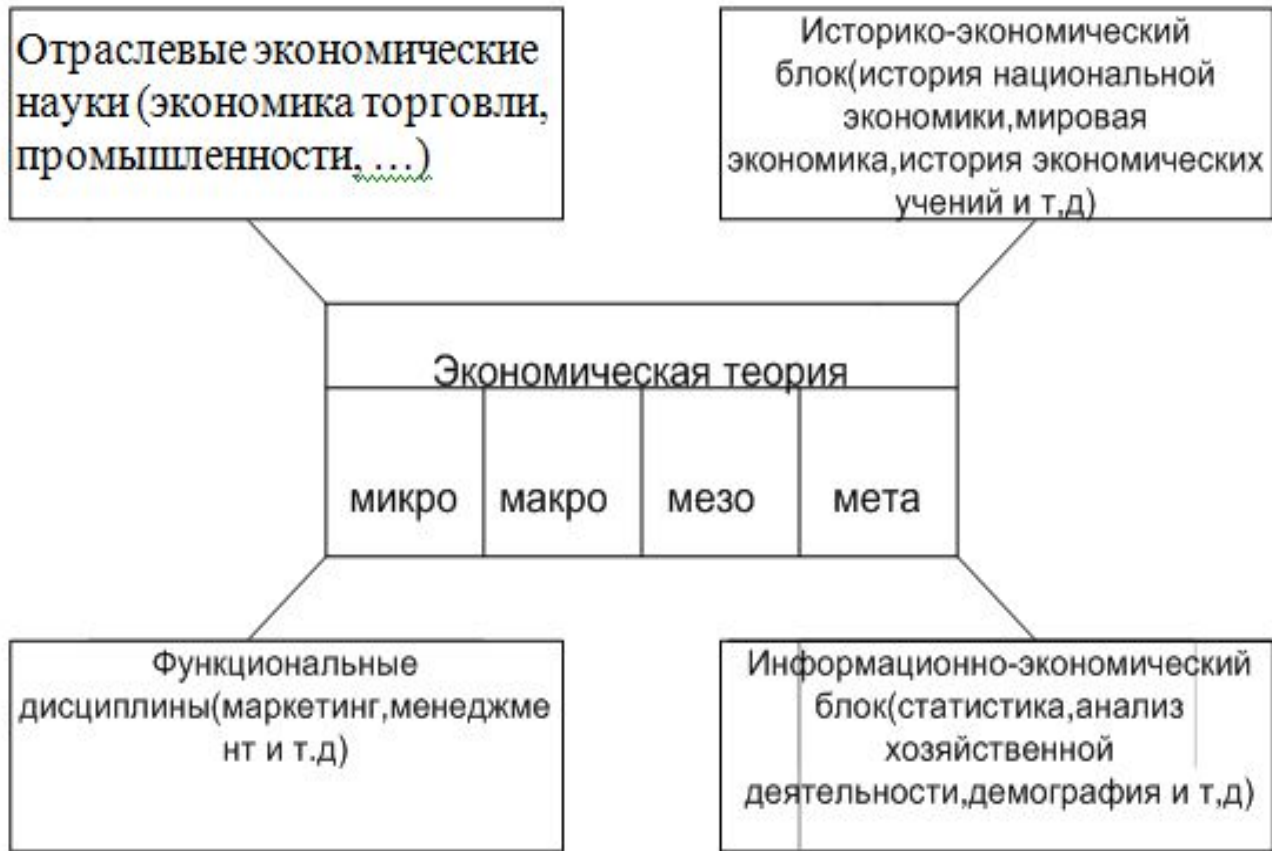 Отраслевые экономические
науки (экономика торговли,
промышленности, …)
Историко-экономический
блок(история национальной
экономики,мировая
экономика,история экономических
учений и т,д)
Экономическая теория
микро макро мезо мета
Функциональные
дисциплины(маркетинг,менеджме
нт и т.д)
Информационно-экономический
блок(статистика,анализ
хозяйственной
деятельности,демография и т,д)